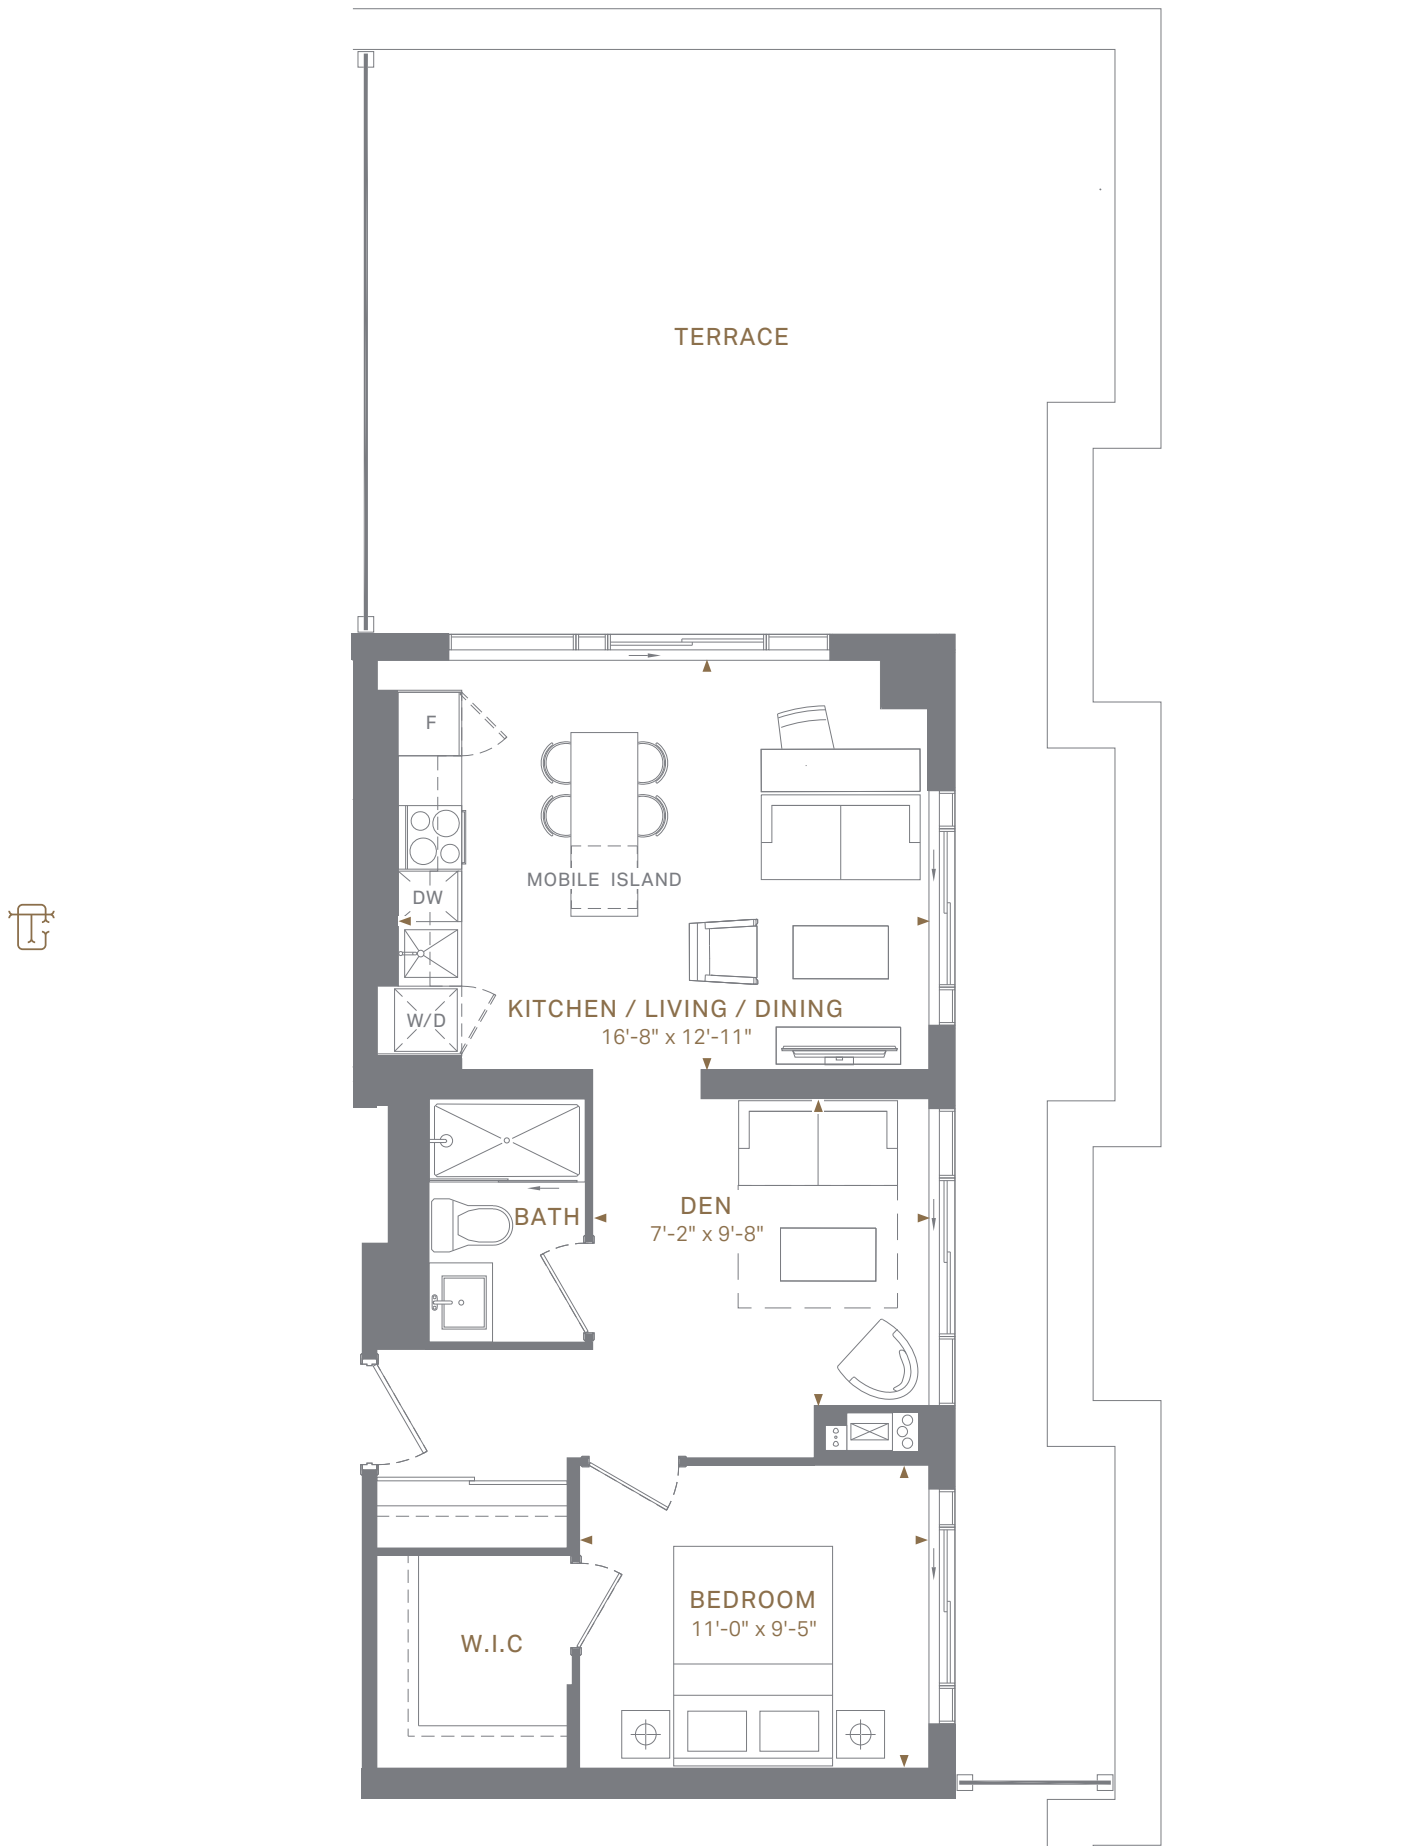 TERRACE
F
MOBILE ISLAND
DW
KITCHEN / LIVING / DINING
W/D
16'-8" x 12'-11"
DEN
BATH
7'-2" x 9'-8"
BEDROOM
11'-0" x 9'-5"
W.I.C